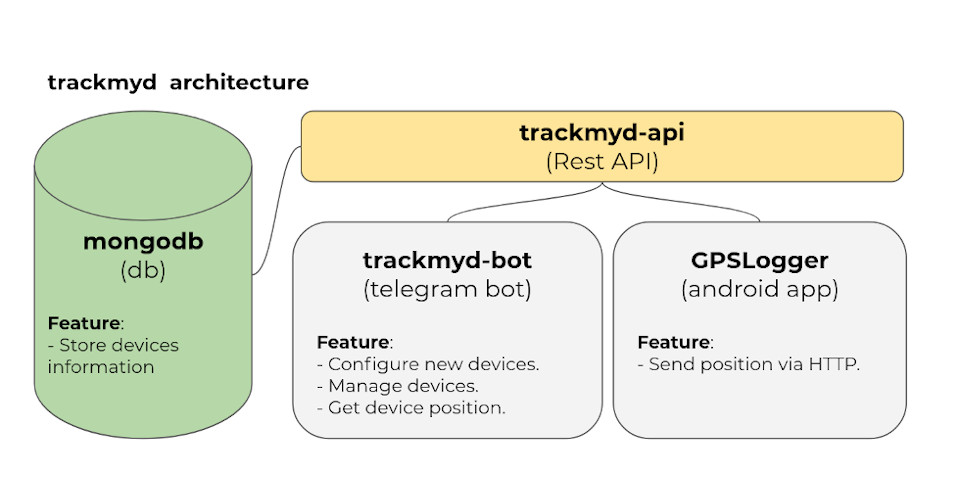 trackmyd architecture
mongodb
(db)
Feature:
- Store devices
information
trackmyd-api
(Rest API)
trackmyd-bot
(telegram bot)
Feature:
- Configure new devices.
- Manage devices.
- Get device position.
GPSLogger
(android app)
Feature:
- Send position via HTTP.